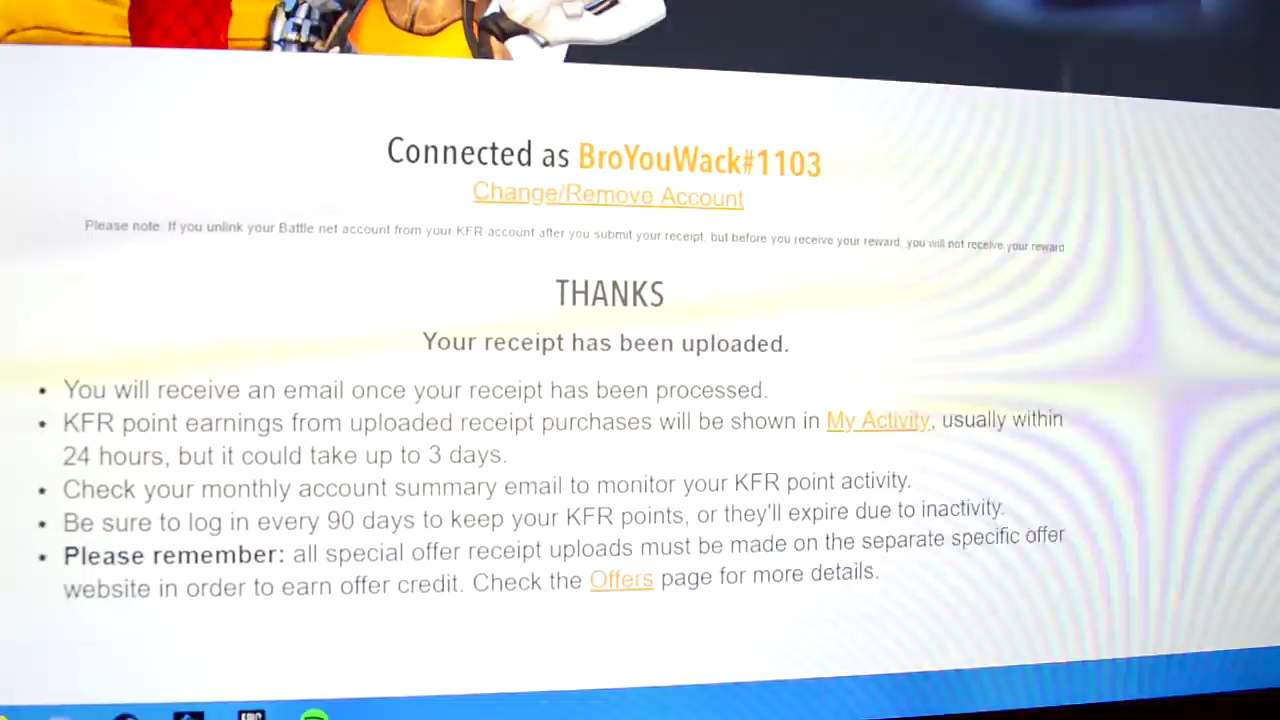 Connected as BroYouWack#1103
Change/Remove Account
Please note: If you unlink your Battle net account from your KFR account after you submit your receipt, but before you receive your reward, you will not receive your reward
THANKS
Your receipt has been uploaded.
• You will receive an email once your receipt has been processed.
• KFR point earnings from uploaded receipt purchases will be shown in My Activity, usually within
24 hours, but it could take up to 3 days.
• Check your monthly account summary email to monitor your KFR point activity.
• Be sure to log in every 90 days to keep your KFR points, or they'll expire due to inactivity.
• Please remember: all special offer receipt uploads must be made on the separate specific offer
website in order to earn offer credit. Check the Offers page for more details.
EPIC